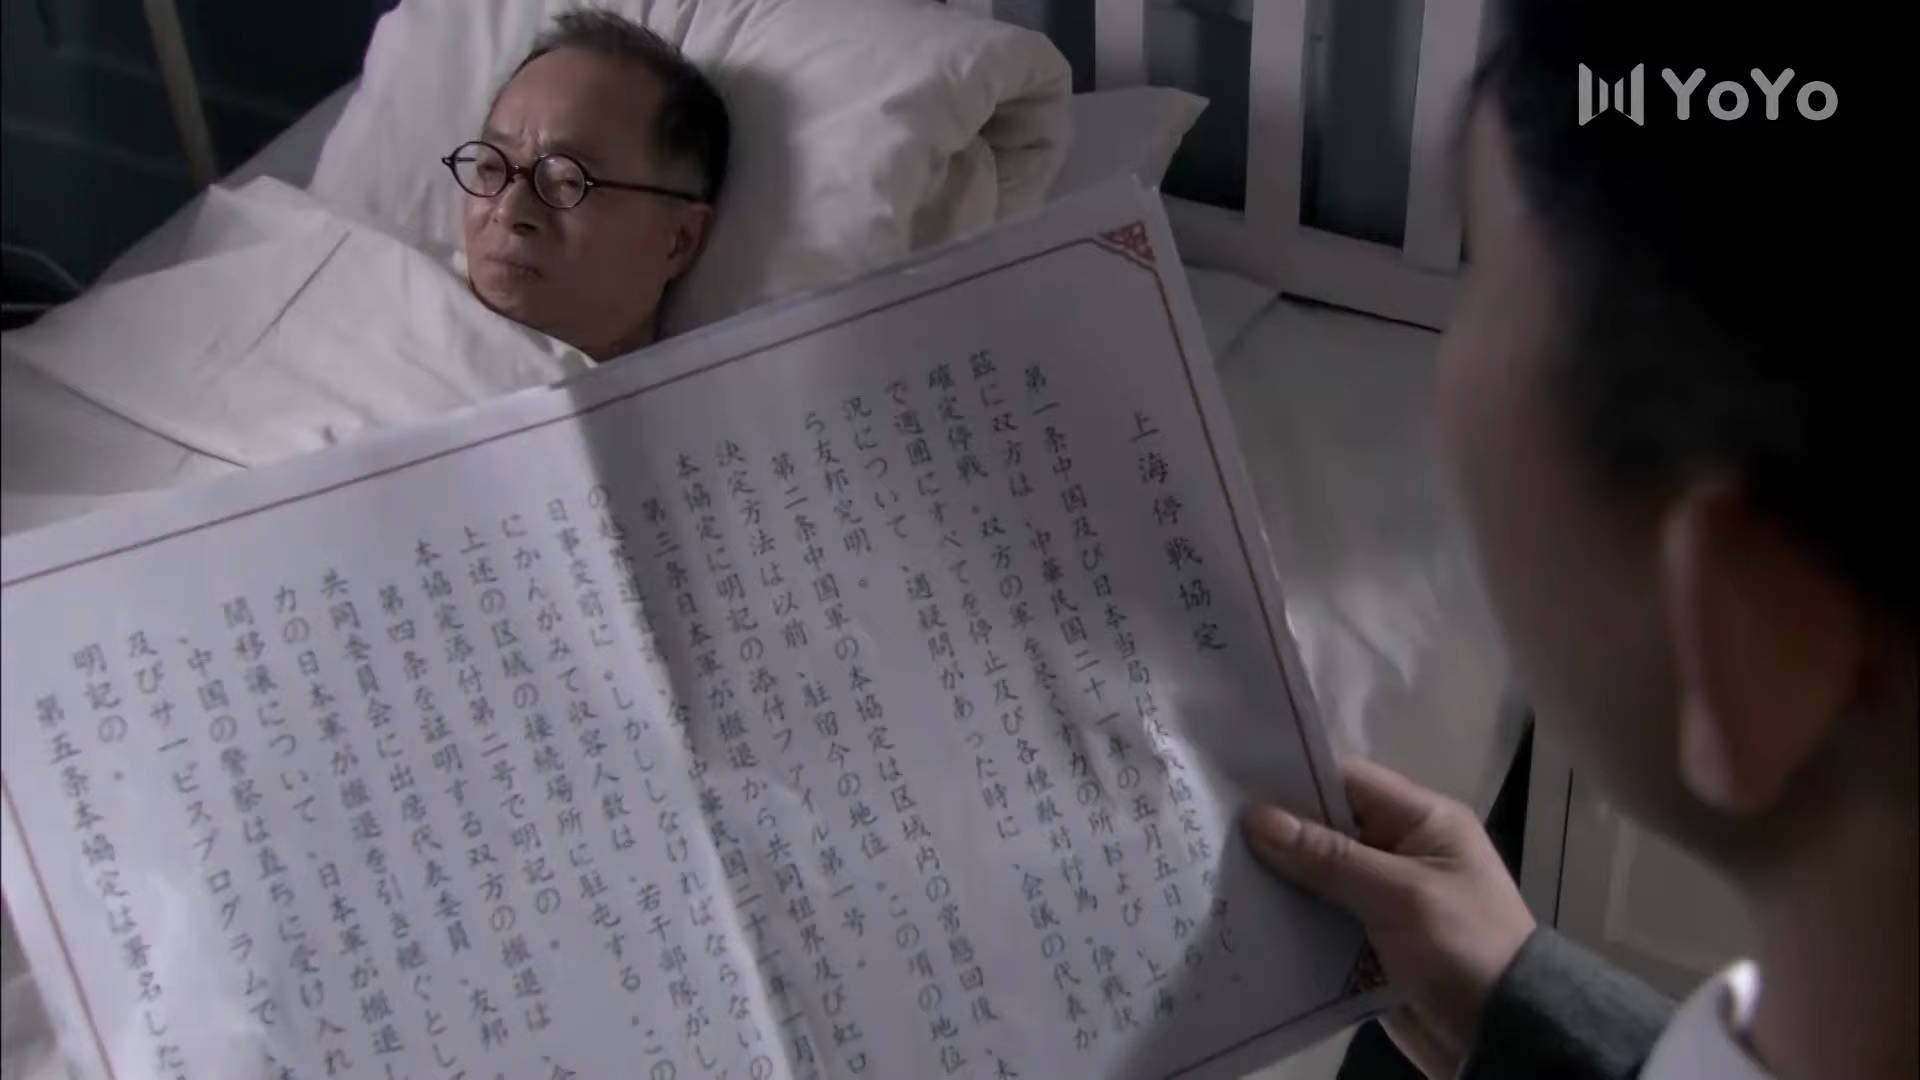 YoYo
上海停戦協定
第一条中国及び日本当局は
茲に双方は、中華民国二十一年の五月五日から、上海
確定停戦。双方の軍を尽くす力の所および、停戦
で週囲にすべてを停止及び各種敵対行為。会議の代表か
況について、週疑問があった時に、
ら友邦究明。
第二条中国軍の本協定は区域内の常態回復、未
決定方法は以前、駐留今の地位。この項の地位
本協定に明記の添付ファイル第一号。
第三条日本軍が撤退から共同租界及び虹口
日事変前に。しかししなければならないの
にかんがみて収容人数は、若干部隊がし
上述の区域の接続場所に駐屯する。この
本協定添付第二号で明記の。
第四条を証明する双方の撤退は、
共同委員会に出席代表委員、友邦
力の日本軍が撤退を引き継ぐとして
関移議について、日本軍が撤退し
、中国の警察は直ちに受け入れ
及びサービスプログラムで、
明記の。
第五条本協定は署名した